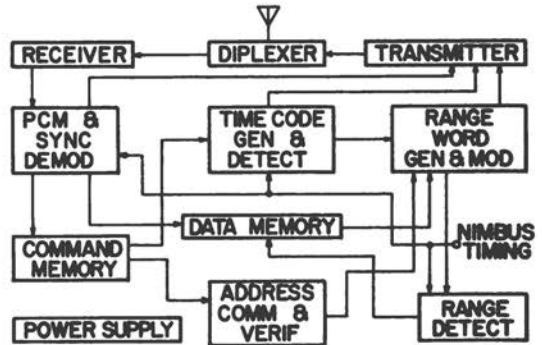 RECEIVER
DIPLEXER
TRANSMITTER
PCM &
SYNC
DEMOD
TIME CODE
GEN &
DETECT
RANGE
WORD
GEN & MOD
DATA MEMORY
NIMBUS
TIMING
COMMAND
MEMORY
ADDRESS
COMM &
VERIF
RANGE
DETECT
POWER SUPPLY